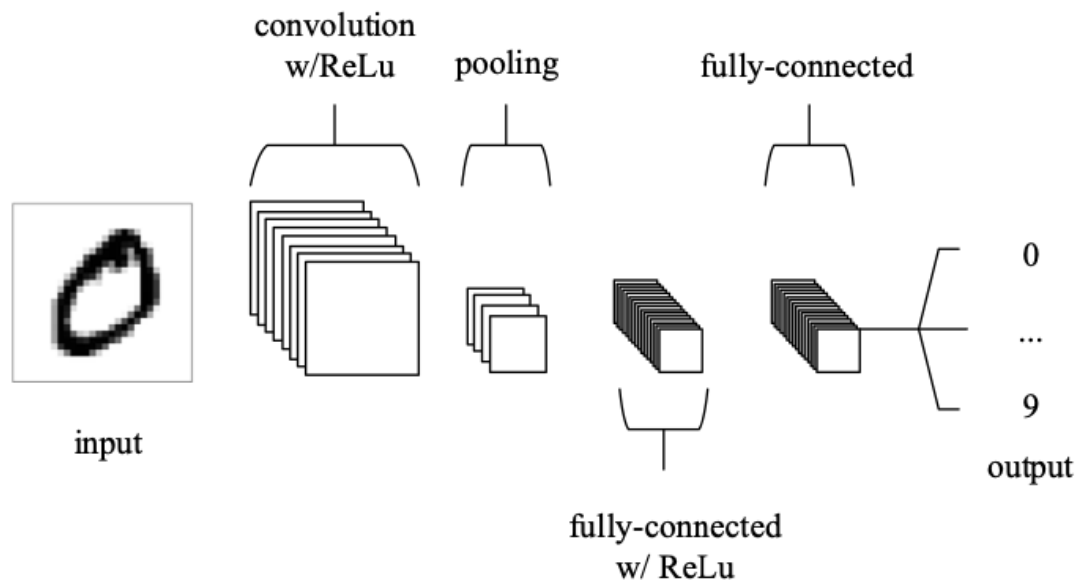 convolution
w/ReLu
pooling
fully-connected
0
...
9
input
output
fully-connected
w/ ReLu